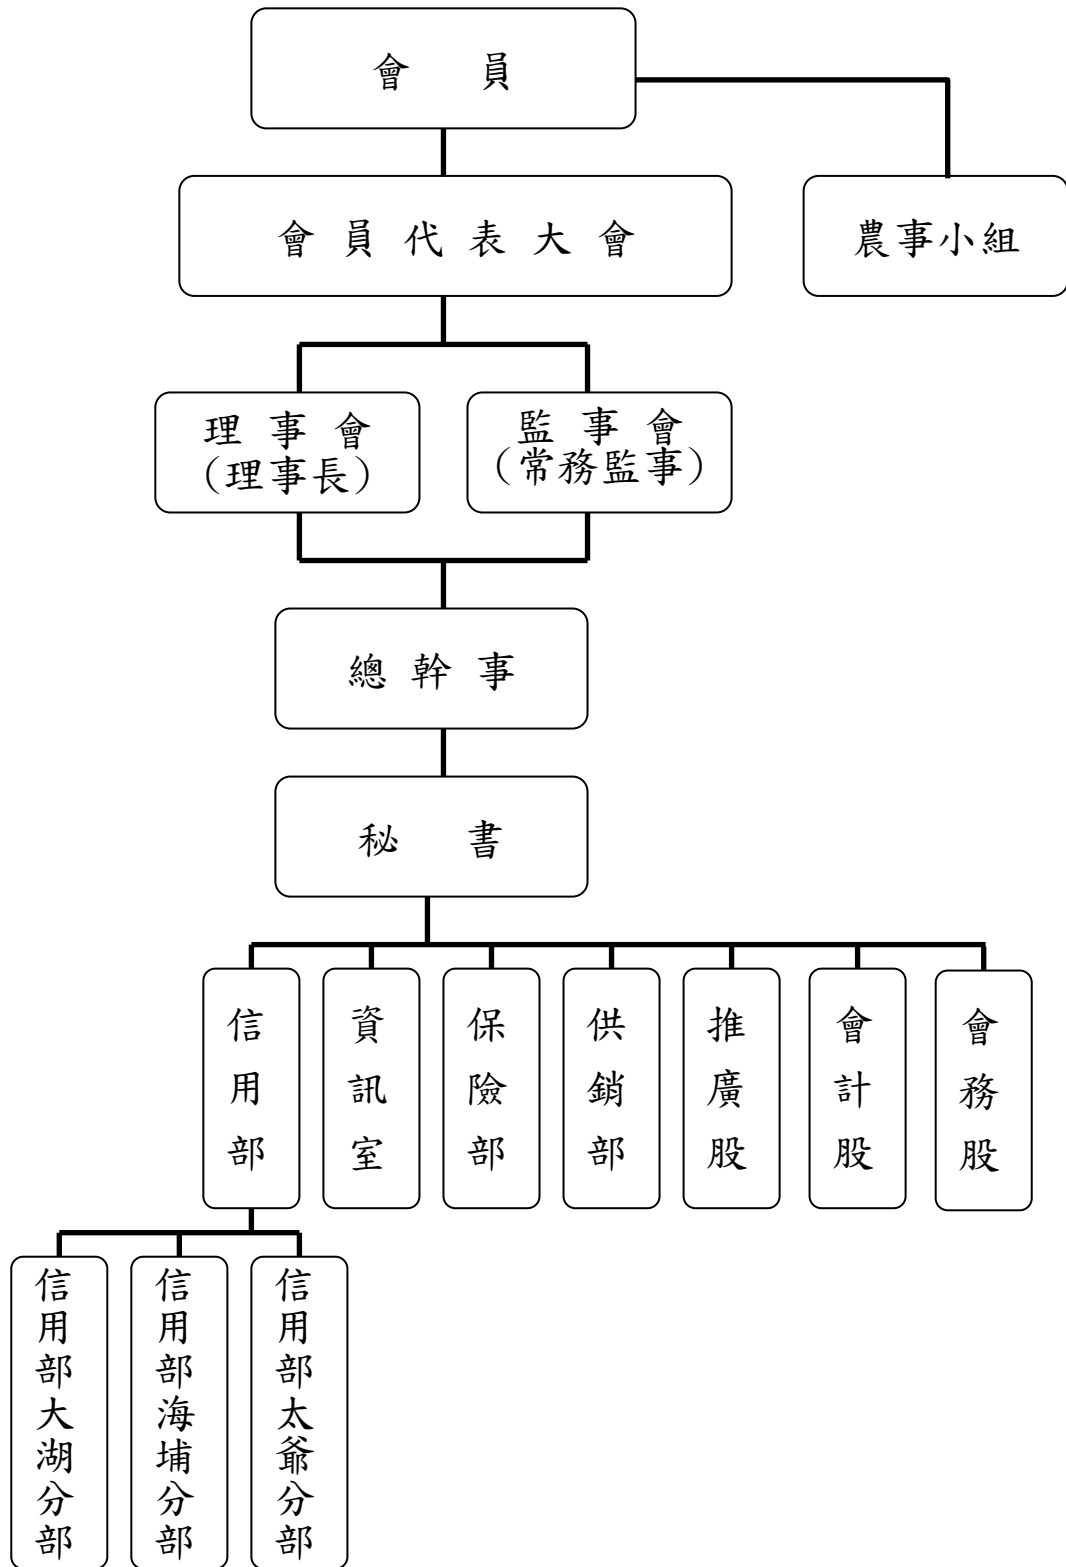 會員
會員代表大會
農事小組
理事會
(理事長)
監事會
(常務監事)
總幹事
秘書
信用部
資訊室
保險部
供銷部
推廣股
會計股
會務股
信用部大湖分部
信用部海埔分部
信用部太爺分部